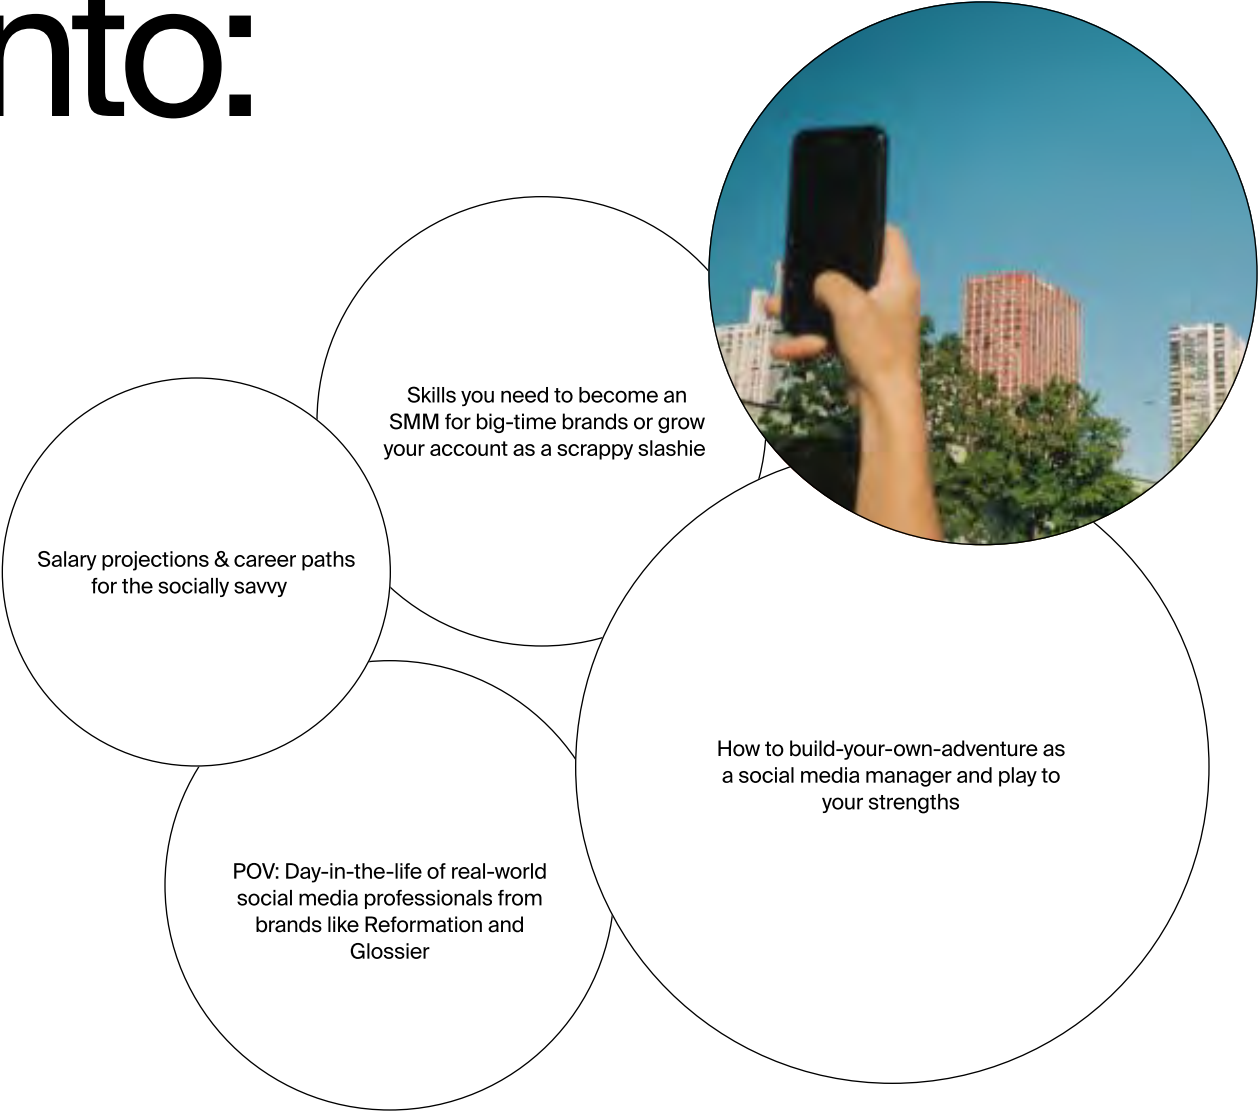 nto:
Skills you need to become an
SMM for big-time brands or grow
your account as a scrappy slashie
Salary projections & career paths
for the socially savvy
How to build-your-own-adventure as
a social media manager and play to
your strengths
POV: Day-in-the-life of real-world
social media professionals from
brands like Reformation and
Glossier